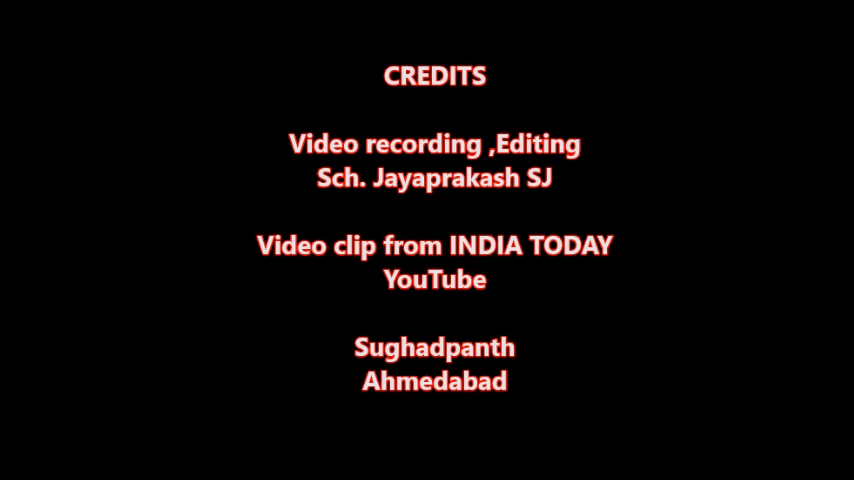 CREDITS
Video recording ,Editing
Sch. Jayaprakash SJ
Video clip from INDIA TODAY
YouTube
Sughadpanth
Ahmedabad